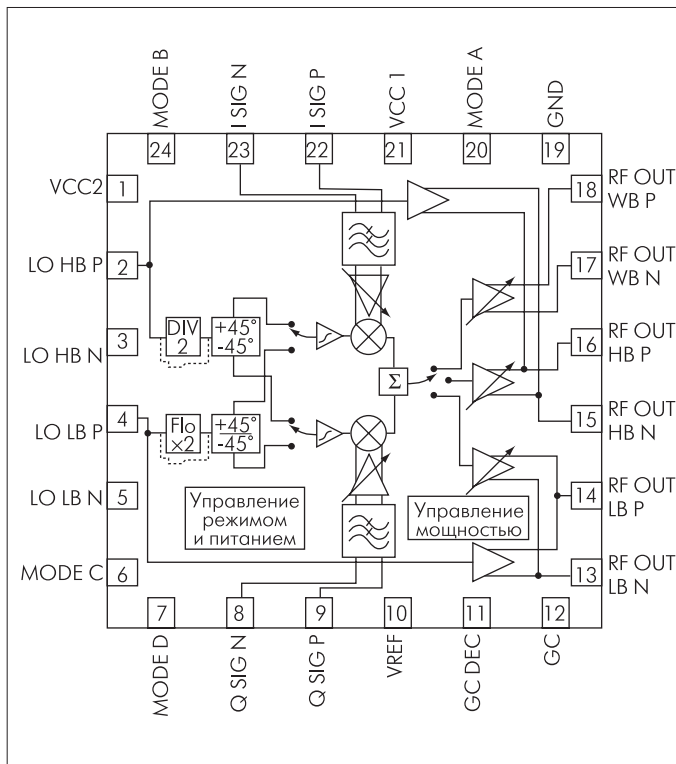 MODE B
I SIG N
I SIG P
VCC 1
MODE A
GND
24
23
22
21
20
19
VCC2
1
LO HB P
2
LO HB N
3
LO LB P
4
LO LB N
5
MODE C
6
18
RF OUT
WB P
17
RF OUT
WB N
16
RF OUT
HB P
15
RF OUT
HB N
14
RF OUT
LB P
13
RF OUT
LB N
DIV
2
+45°
-45°
Σ
Flo
×2
+45°
-45°
Управление
режимом
и питанием
Управление
мощностью
7
8
9
10
11
12
MODE D
Q SIG N
Q SIG P
VREF
GC DEC
GC